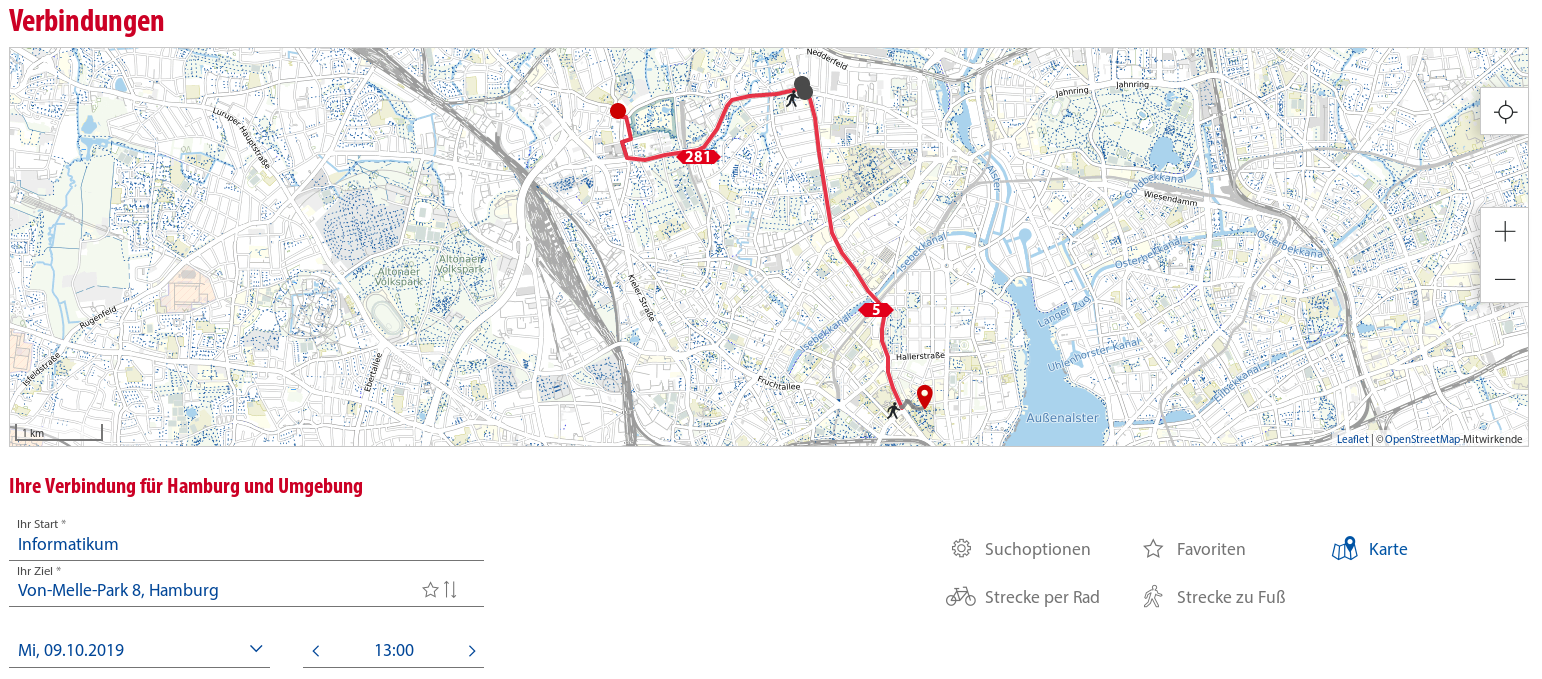 Verbindungen
Nedderfeld
Jahnring
Jahnring
Luruper Hauptstraße
281
Alster
Goldbekkanal
Wiesendamm
Isebekkanal
Osterbekkanal
Osterbekkanal
Altonaer
Volkspark
Altonaer
Volkspark
Kieler Straße
Rugenfeld
5
Langer Zug
Isebekkanal
Uhlenhorster Kanal
Hallerstraße
Isfeldstraße
Ebertallee
Fruchtallee
Eilbekkanal
Außenalster
1 km
Leaflet | © OpenStreetMap-Mitwirkende
Ihre Verbindung für Hamburg und Umgebung
Ihr Start *
Informatikum
Ihr Ziel *
Von-Melle-Park 8, Hamburg
Mi, 09.10.2019
13:00
Suchoptionen
Favoriten
Karte
Strecke per Rad
Strecke zu Fuß